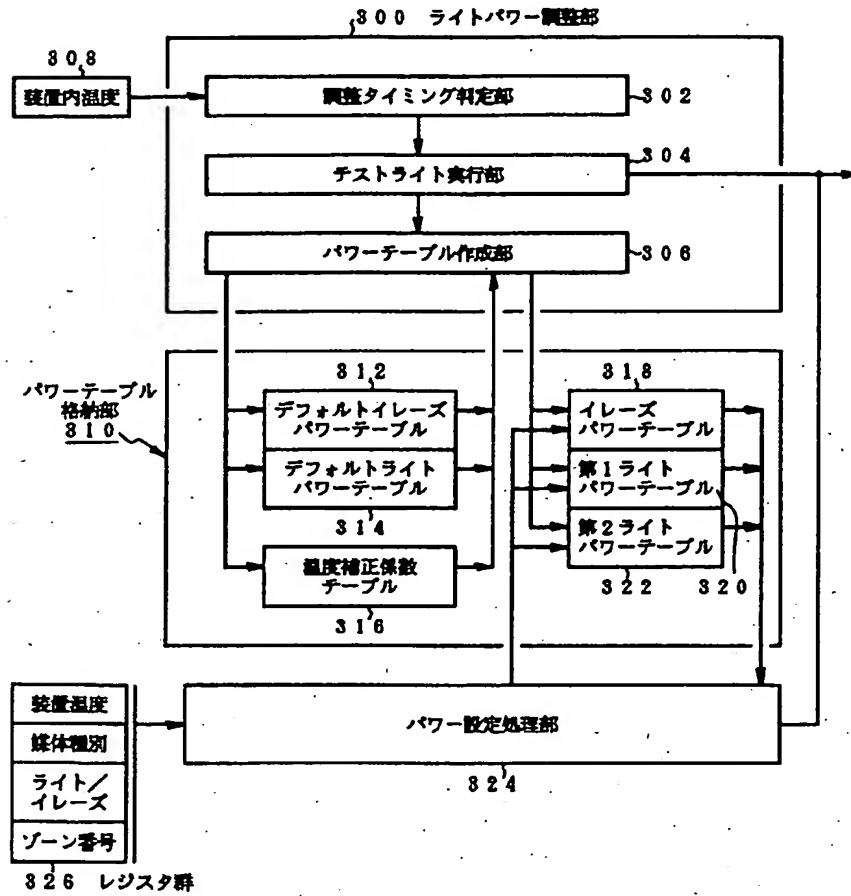 300 ライトパワー調整部
308
装置内温度
調整タイミング判定部
302
テストライト実行部
304
パワーテーブル作成部
306
パワーテーブル
格納部
310
312
デフォルトイレーズ
パワーテーブル
デフォルトライト
パワーテーブル
314
温度補正係数
テーブル
316
318
イレーズ
パワーテーブル
第1ライト
パワーテーブル
第2ライト
パワーテーブル
322
320
装置温度
媒体種別
ライト/
イレーズ
ゾーン番号
326 レジスタ群
パワー設定処理部
324